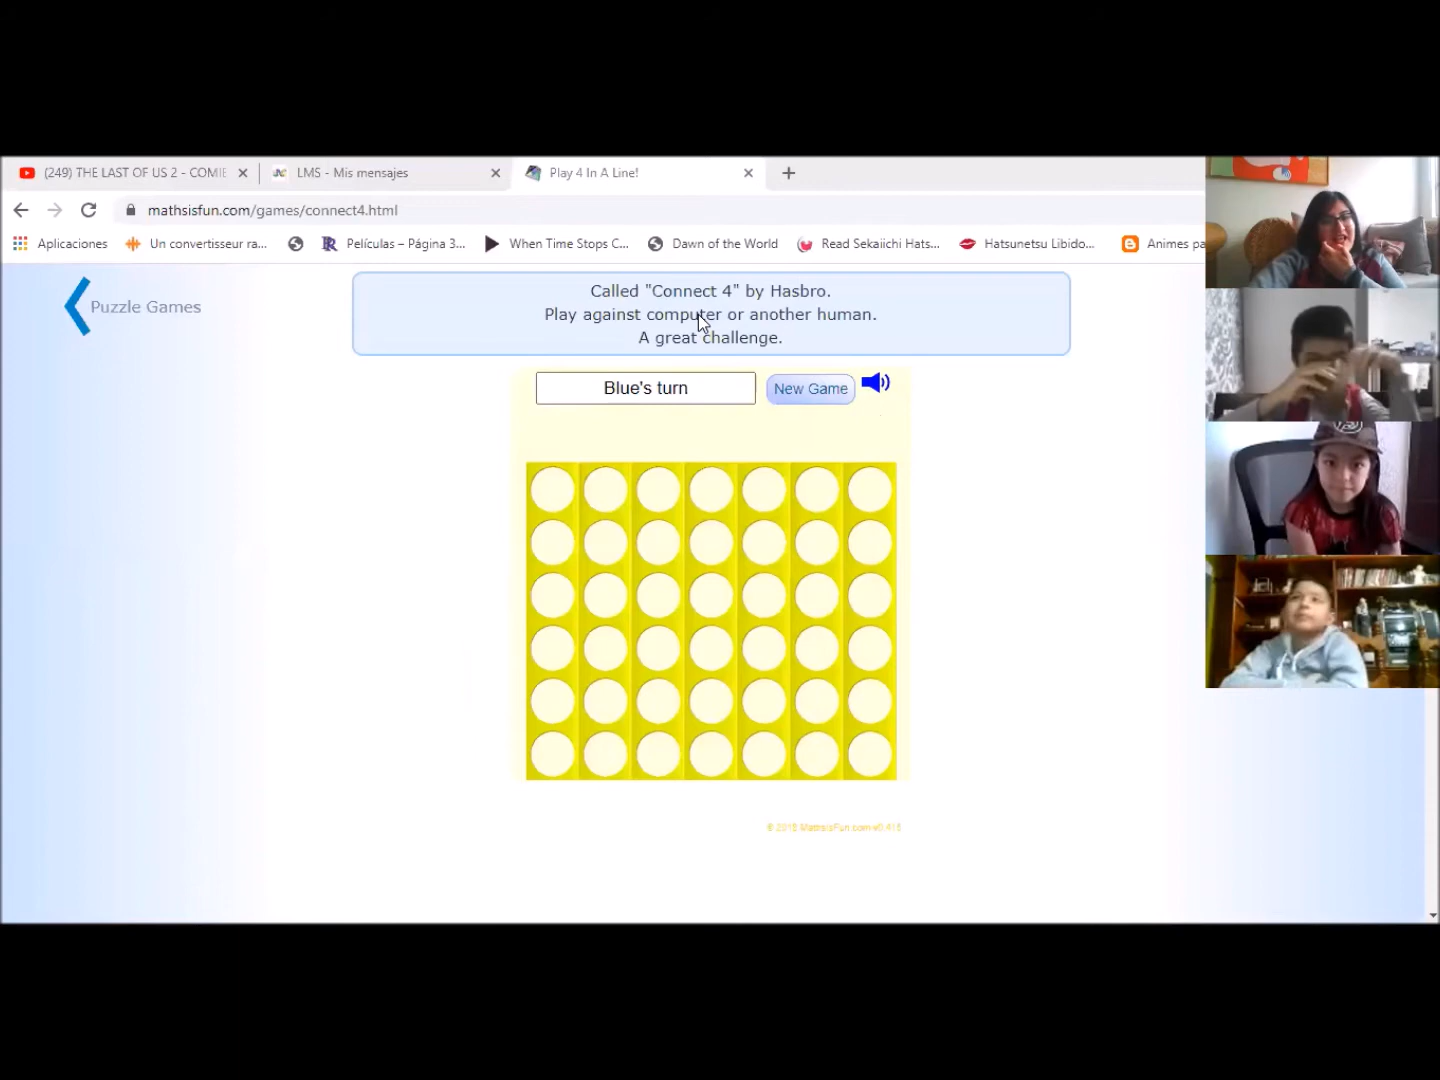 (249) THE LAST OF US 2 - COMIE
LMS - Mis mensajes
Play 4 In A Line!
mathsisfun.com/games/connect4.html
Aplicaciones
Un convertisseur ra...
Películas – Página 3...
When Time Stops C...
Dawn of the World
Read Sekaiichi Hats...
Hatsunetsu Libido...
Animes pa
Puzzle Games
Called "Connect 4" by Hasbro.
Play against computer or another human.
A great challenge.
Blue's turn
New Game